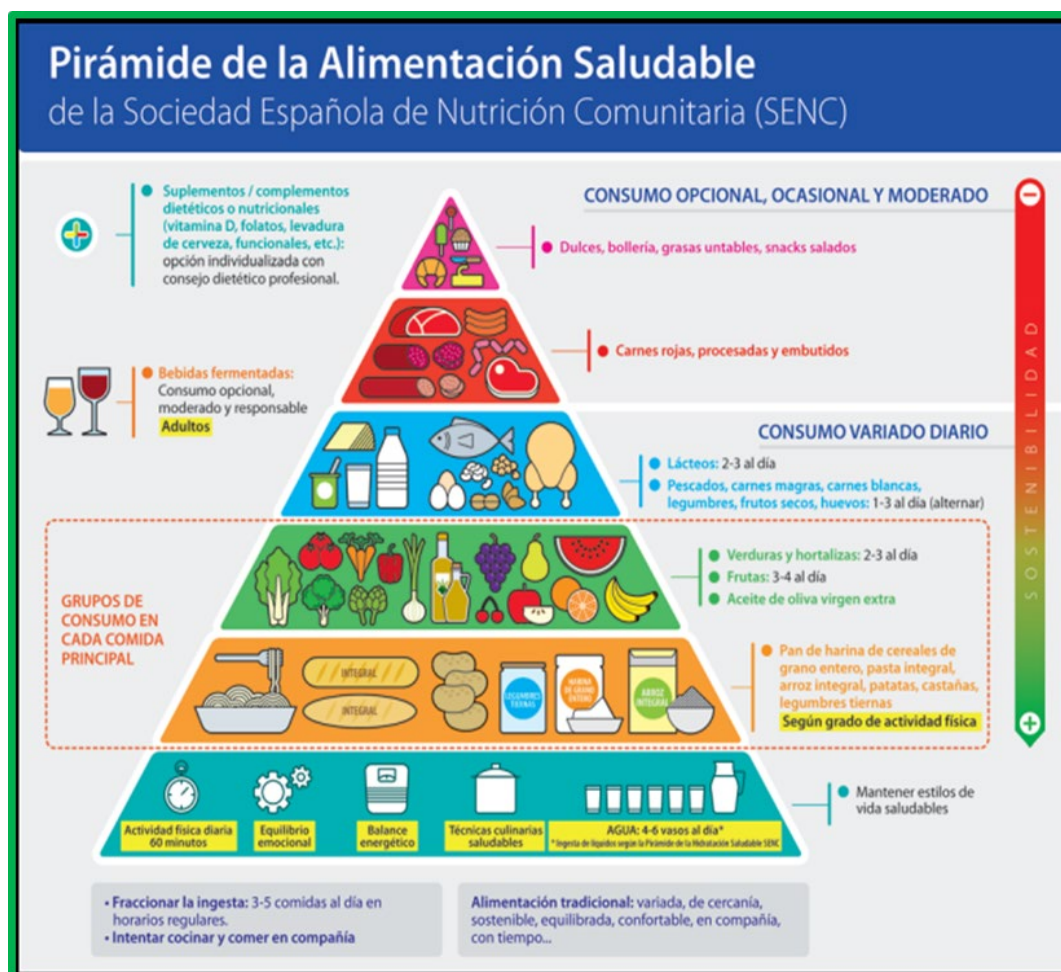 Pirámide de la Alimentación Saludable
de la Sociedad Española de Nutrición Comunitaria (SENC)
Suplementos / complementos
dietéticos o nutricionales
(vitamina D, folatos, levadura
de cerveza, funcionales, etc.):
opción individualizada con
consejo dietético profesional.
CONSUMO OPCIONAL, OCASIONAL Y MODERADO
Dulces, bollería, grasas untables, snacks salados
Carnes rojas, procesadas y embutidos
Bebidas fermentadas:
Consumo opcional,
moderado y responsable
Adultos
CONSUMO VARIADO DIARIO
Lácteos: 2-3 al día
Pescados, carnes magras, carnes blancas,
legumbres, frutos secos, huevos: 1-3 al día (alternar)
SOSTENIBILIDAD
GRUPOS DE
CONSUMO EN
CADA COMIDA
PRINCIPAL
Verduras y hortalizas: 2-3 al día
Frutas: 3-4 al día
Aceite de oliva virgen extra
INTEGRAL
INTEGRAL
LEGUMBRES
TIERNAS
HARINA
DE GRANO
ENTERO
ARROZ
INTEGRAL
Pan de harina de cereales de
grano entero, pasta integral,
arroz integral, patatas, castañas,
legumbres tiernas
Según grado de actividad física
Actividad física diaria
60 minutos
Equilibrio
emocional
Balance
energético
Técnicas culinarias
saludables
AGUA: 4-6 vasos al día*
* Ingesta de líquidos según la Pirámide de la Hidratación Saludable SENC
Mantener estilos de
vida saludables
• Fraccionar la ingesta: 3-5 comidas al día en
horarios regulares.
• Intentar cocinar y comer en compañía
Alimentación tradicional: variada, de cercanía,
sostenible, equilibrada, confortable, en compañía,
con tiempo...